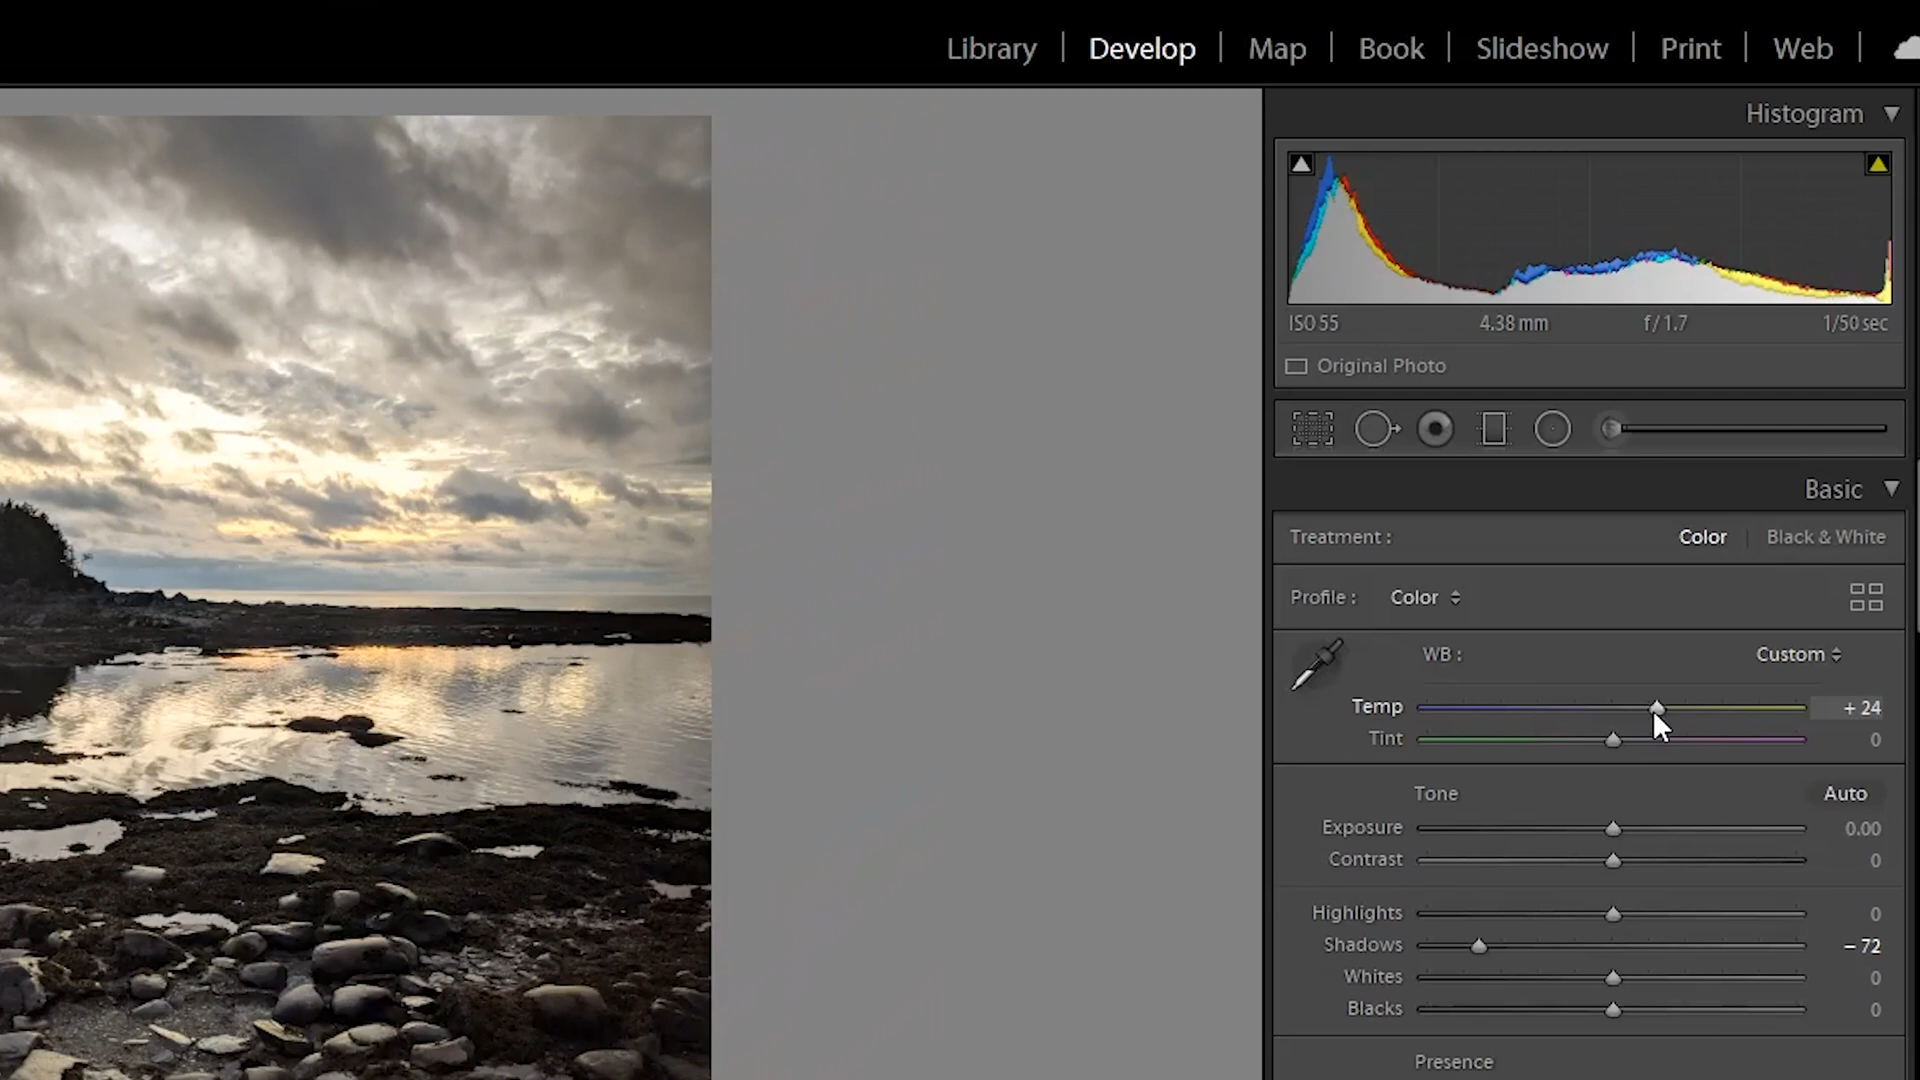 Library | Develop | Map | Book | Slideshow | Print | Web |
Histogram
ISO 55 4.38 mm f / 1.7 1/50 sec
Original Photo
Basic
Treatment : Color Black & White
Profile : Color
WB : Custom
Temp + 24
Tint 0
Tone Auto
Exposure 0.00
Contrast 0
Highlights 0
Shadows – 72
Whites 0
Blacks 0
Presence